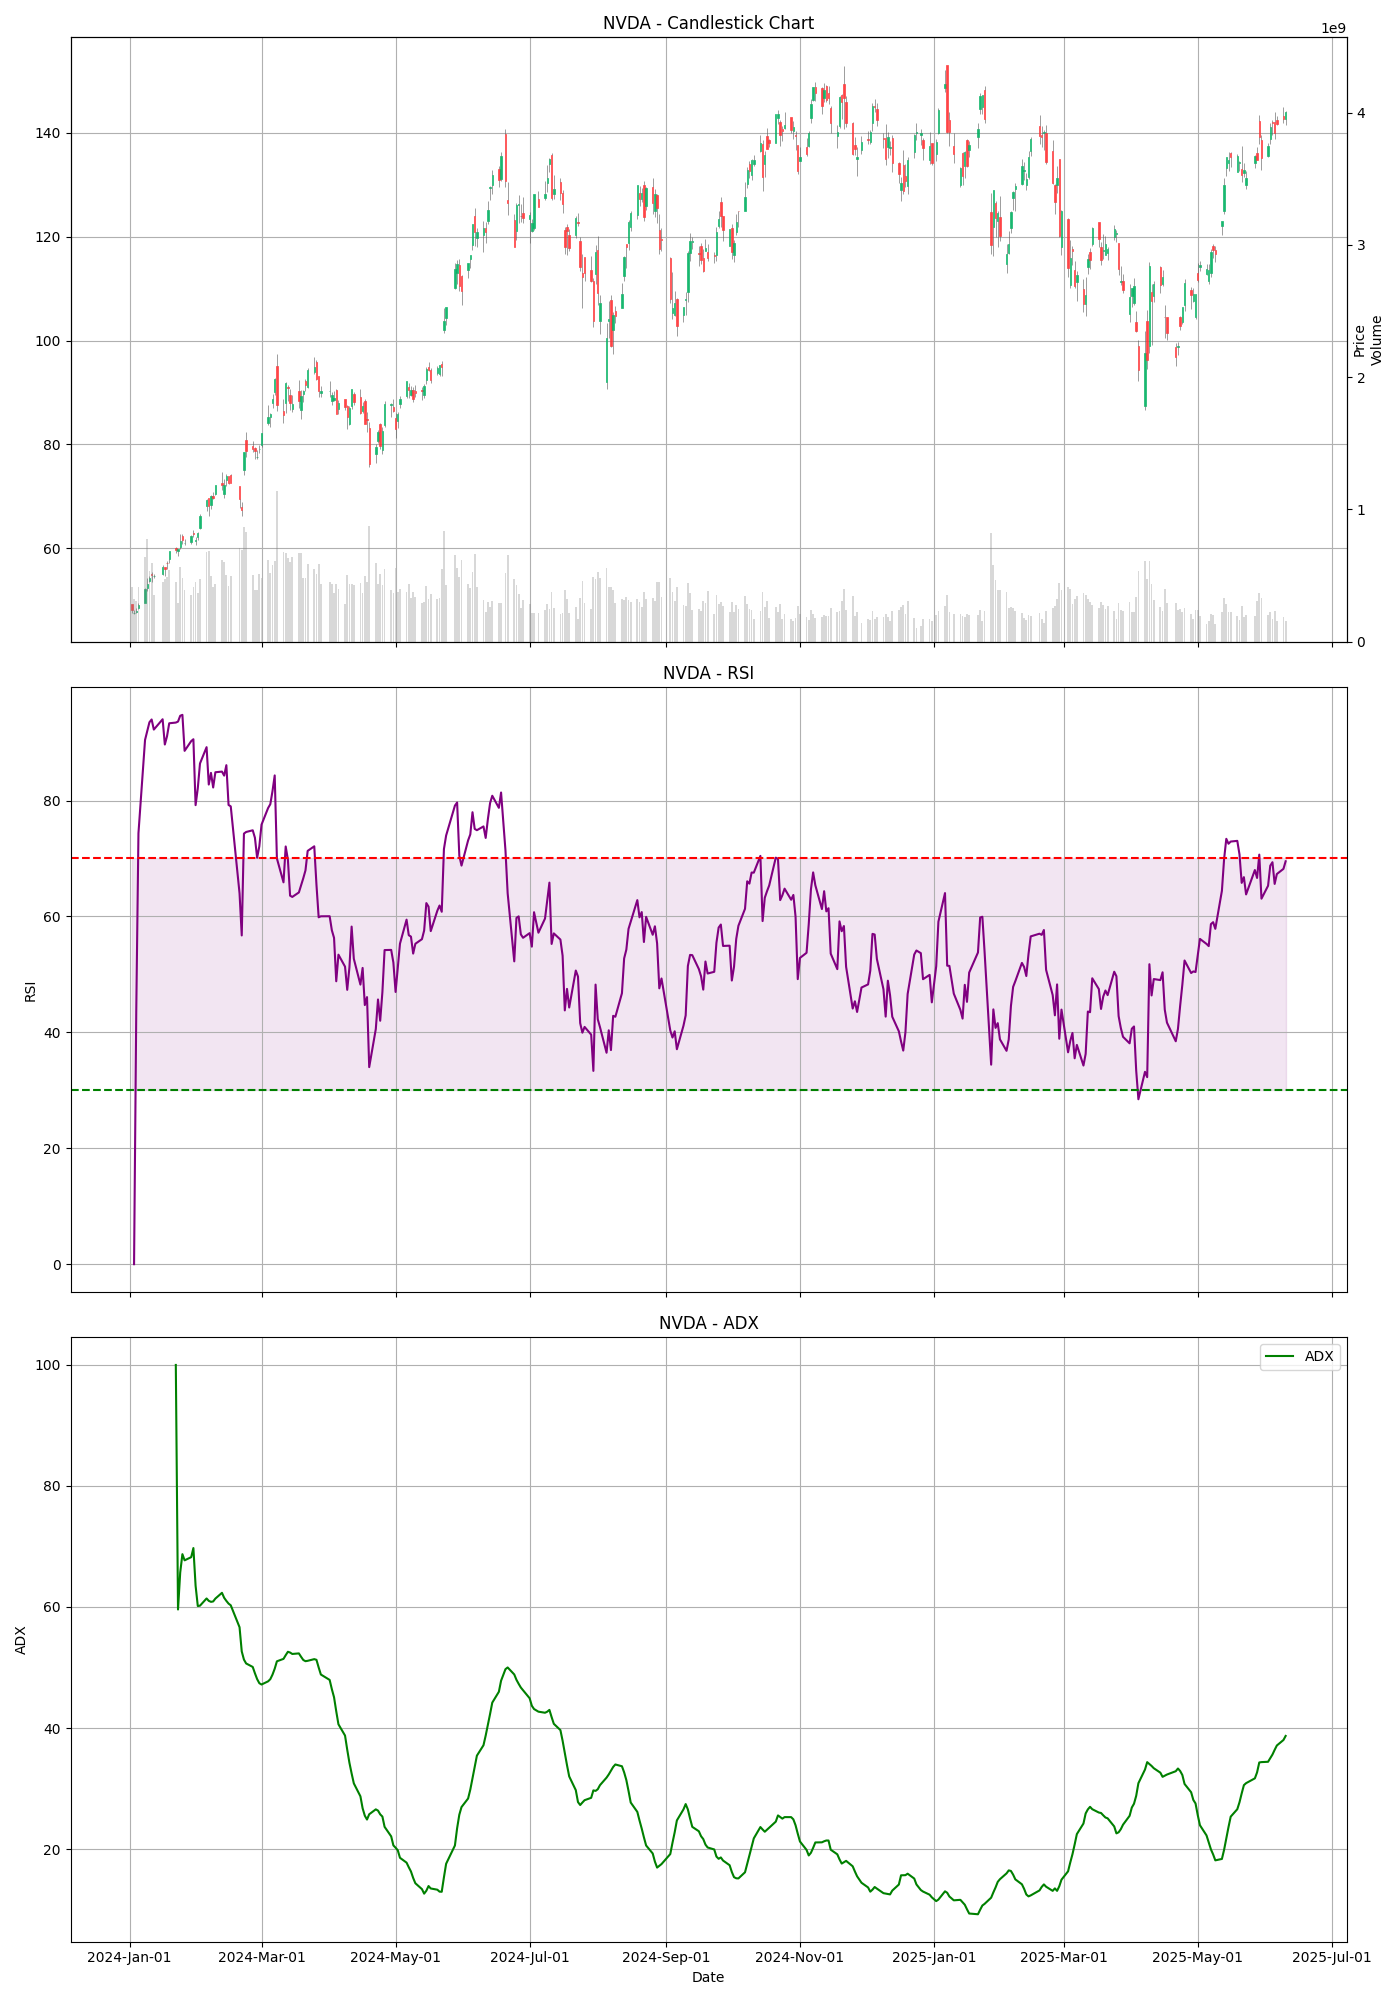 NVDA - Candlestick Chart
1e9
140
120
100
80
60
4
3
2
1
0
Price
Volume
NVDA - RSI
80
60
40
20
0
RSI
NVDA - ADX
ADX
100
80
60
40
20
ADX
2024-Jan-01 2024-Mar-01 2024-May-01 2024-Jul-01 2024-Sep-01 2024-Nov-01 2025-Jan-01 2025-Mar-01 2025-May-01 2025-Jul-01
Date